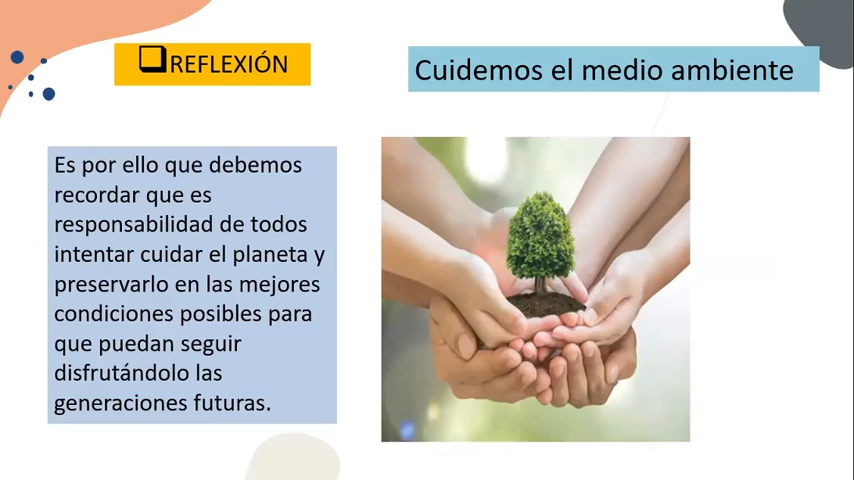 REFLEXIÓN
Cuidemos el medio ambiente
Es por ello que debemos
recordar que es
responsabilidad de todos
intentar cuidar el planeta y
preservarlo en las mejores
condiciones posibles para
que puedan seguir
disfrutándolo las
generaciones futuras.